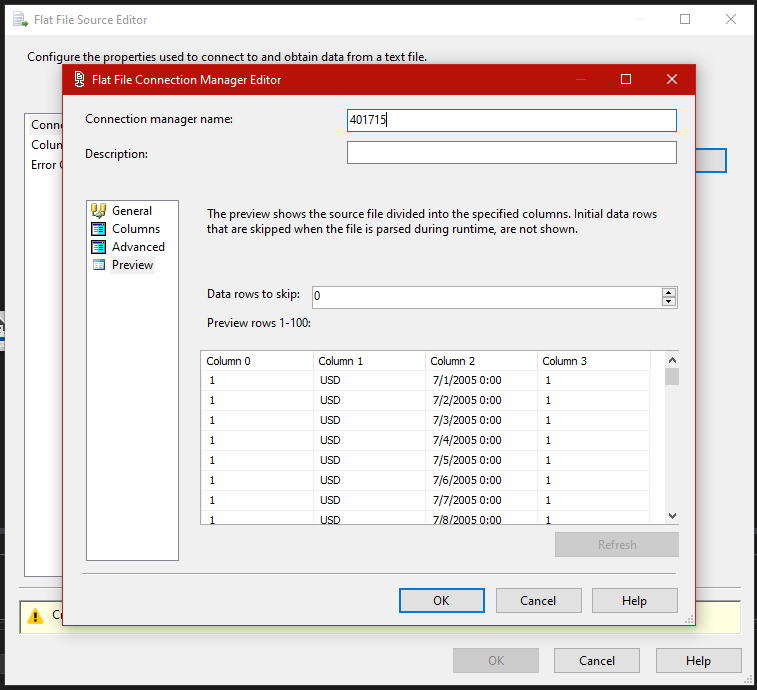 Flat File Source Editor
Configure the properties used to connect to and obtain data from a text file.
Flat File Connection Manager Editor
Connection manager name: 401715
Description:
General
Columns
Advanced
Preview
The preview shows the source file divided into the specified columns. Initial data rows
that are skipped when the file is parsed during runtime, are not shown.
Data rows to skip: 0
Preview rows 1-100:
Column 0 Column 1 Column 2 Column 3
1 USD 7/1/2005 0:00 1
1 USD 7/2/2005 0:00 1
1 USD 7/3/2005 0:00 1
1 USD 7/4/2005 0:00 1
1 USD 7/5/2005 0:00 1
1 USD 7/6/2005 0:00 1
1 USD 7/7/2005 0:00 1
1 USD 7/8/2005 0:00 1
Refresh
OK Cancel Help
Error
OK Cancel Help